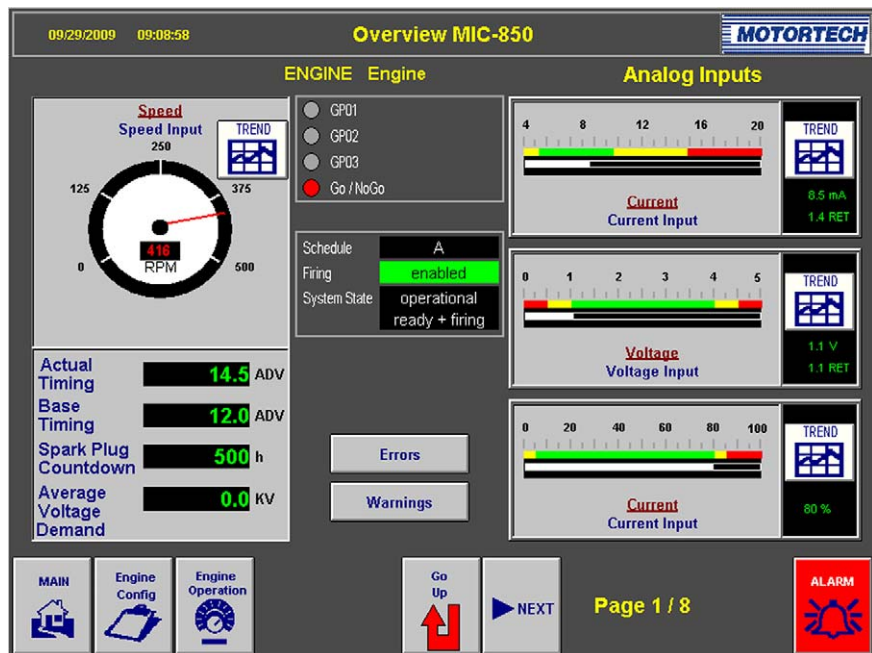 09/29/2009 09:08:58
Overview MIC-850
MOTORTECH
ENGINE Engine
Analog Inputs
Speed
Speed Input
TREND
0
125
250
375
500
416
RPM
GP01
GP02
GP03
Go / NoGo
Schedule A
Firing enabled
System State operational
ready + firing
Actual
Timing
14.5 ADV
Base
Timing
12.0 ADV
Spark Plug
Countdown
500 h
Average
Voltage
Demand
0.0 KV
Errors
Warnings
4 8 12 16 20
Current
Current Input
TREND
8.5 mA
1.4 RET
0 1 2 3 4 5
Voltage
Voltage Input
TREND
1.1 V
1.1 RET
0 20 40 60 80 100
Current
Current Input
TREND
80 %
MAIN
Engine
Config
Engine
Operation
Go
Up
NEXT
Page 1 / 8
ALARM